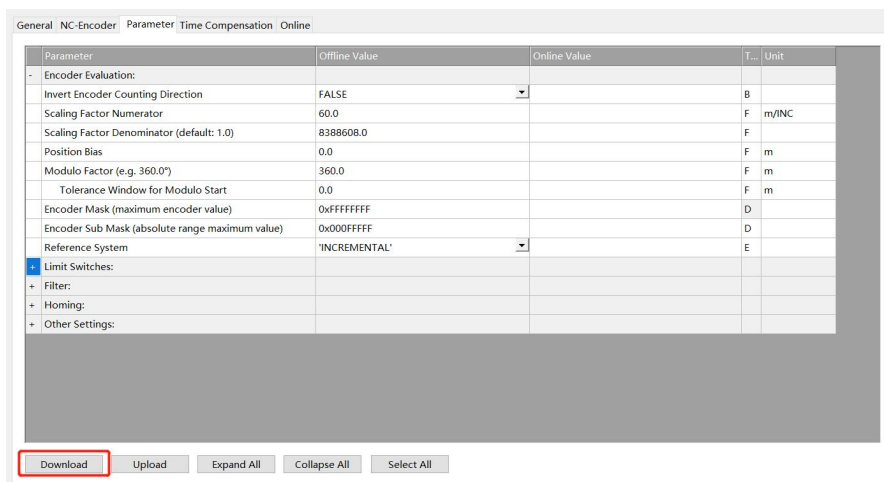 General NC-Encoder Parameter Time Compensation Online
Parameter Offline Value Online Value T... Unit
- Encoder Evaluation:
Invert Encoder Counting Direction FALSE B
Scaling Factor Numerator 60.0 F m/INC
Scaling Factor Denominator (default: 1.0) 8388608.0 F
Position Bias 0.0 F m
Modulo Factor (e.g. 360.0°) 360.0 F m
Tolerance Window for Modulo Start 0.0 F m
Encoder Mask (maximum encoder value) 0xFFFFFFFF D
Encoder Sub Mask (absolute range maximum value) 0x000FFFFF D
Reference System 'INCREMENTAL' E
+ Limit Switches:
+ Filter:
+ Homing:
+ Other Settings:
Download Upload Expand All Collapse All Select All